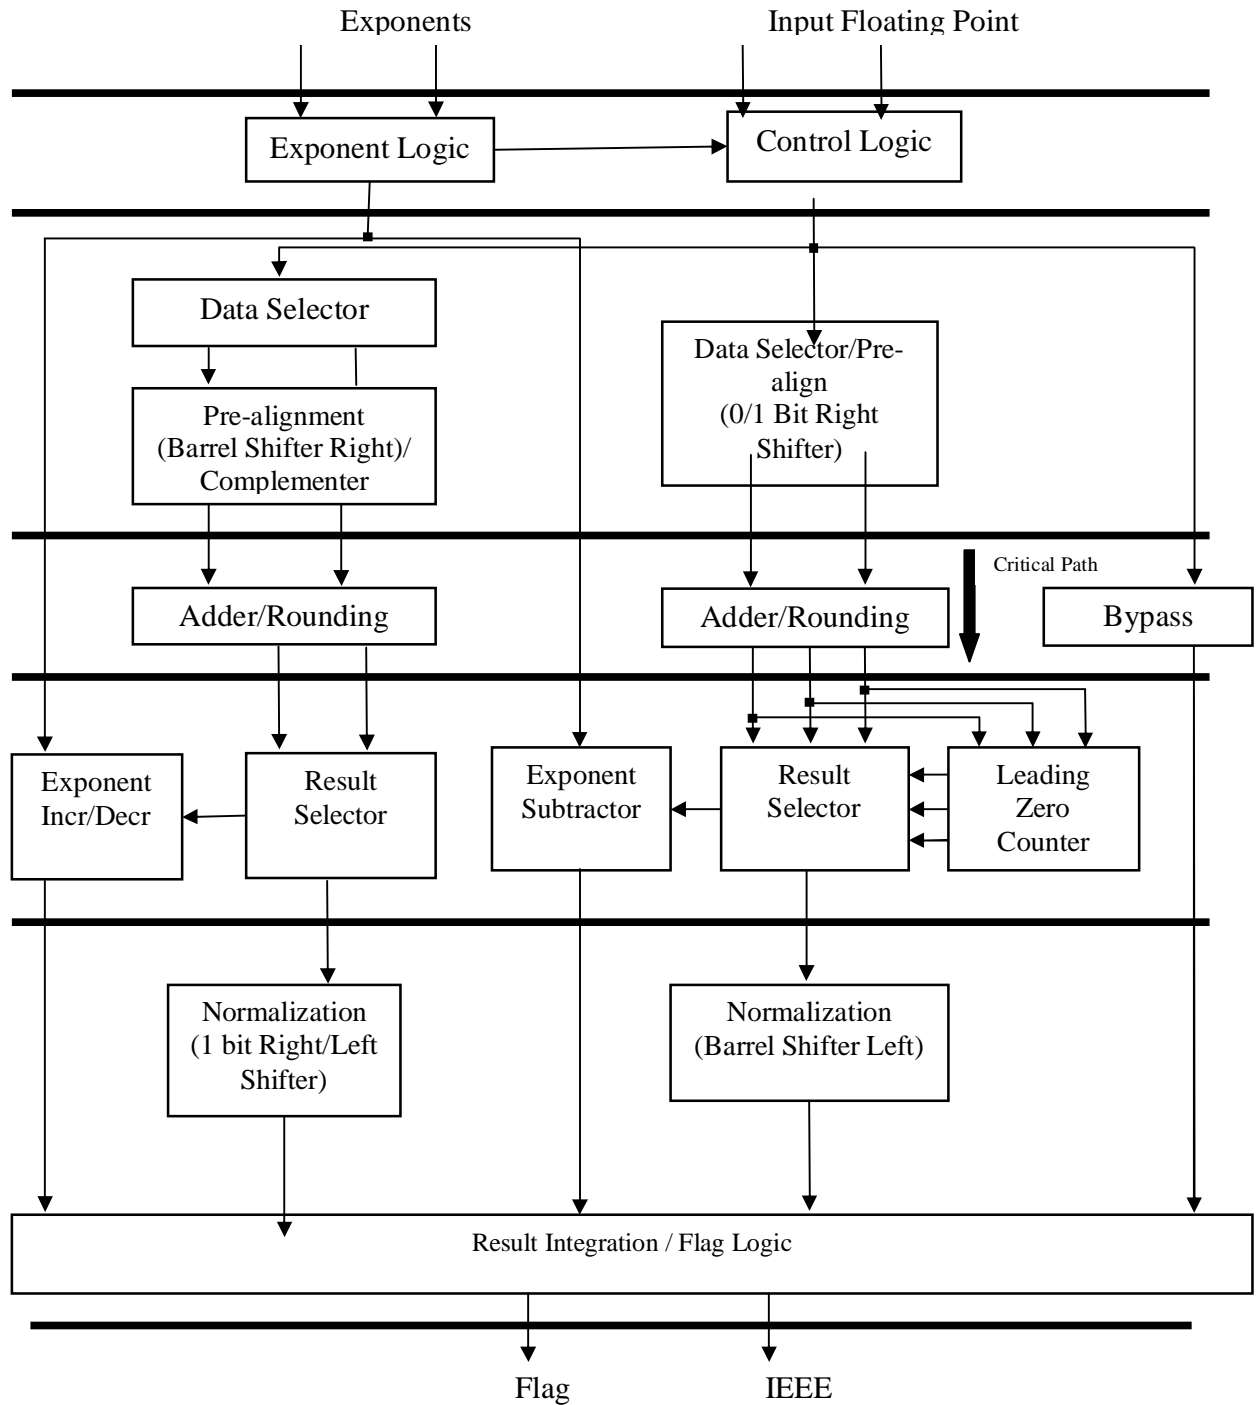 Exponents
Input Floating Point
Exponent Logic
Control Logic
Data Selector
Data Selector/Pre-
align
(0/1 Bit Right
Shifter)
Pre-alignment
(Barrel Shifter Right)/
Complementer
Critical Path
Adder/Rounding
Adder/Rounding
Bypass
Exponent
Incr/Decr
Result
Selector
Exponent
Subtractor
Result
Selector
Leading
Zero
Counter
Normalization
(1 bit Right/Left
Shifter)
Normalization
(Barrel Shifter Left)
Result Integration / Flag Logic
Flag
IEEE